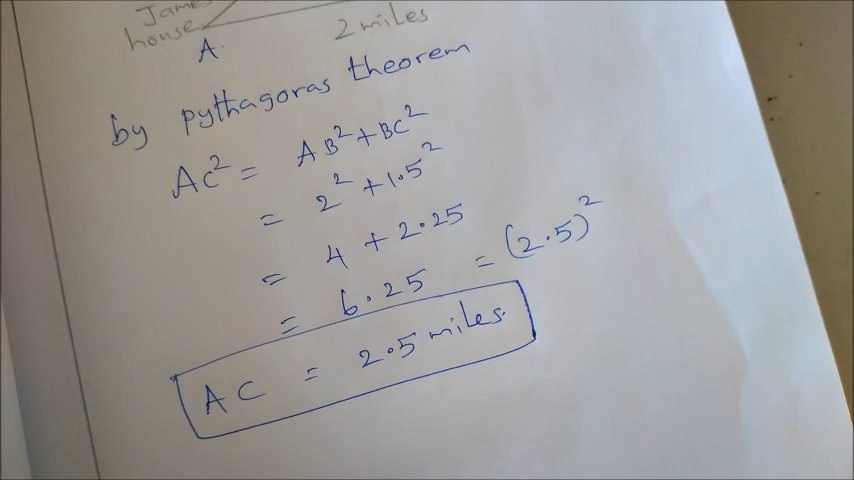 James
house
2 miles
A
by pythagoras theorem
AC² = AB² + BC²
= 2² + 1.5²
= 4 + 2.25
= 6.25 = (2.5)²
AC = 2.5 miles.